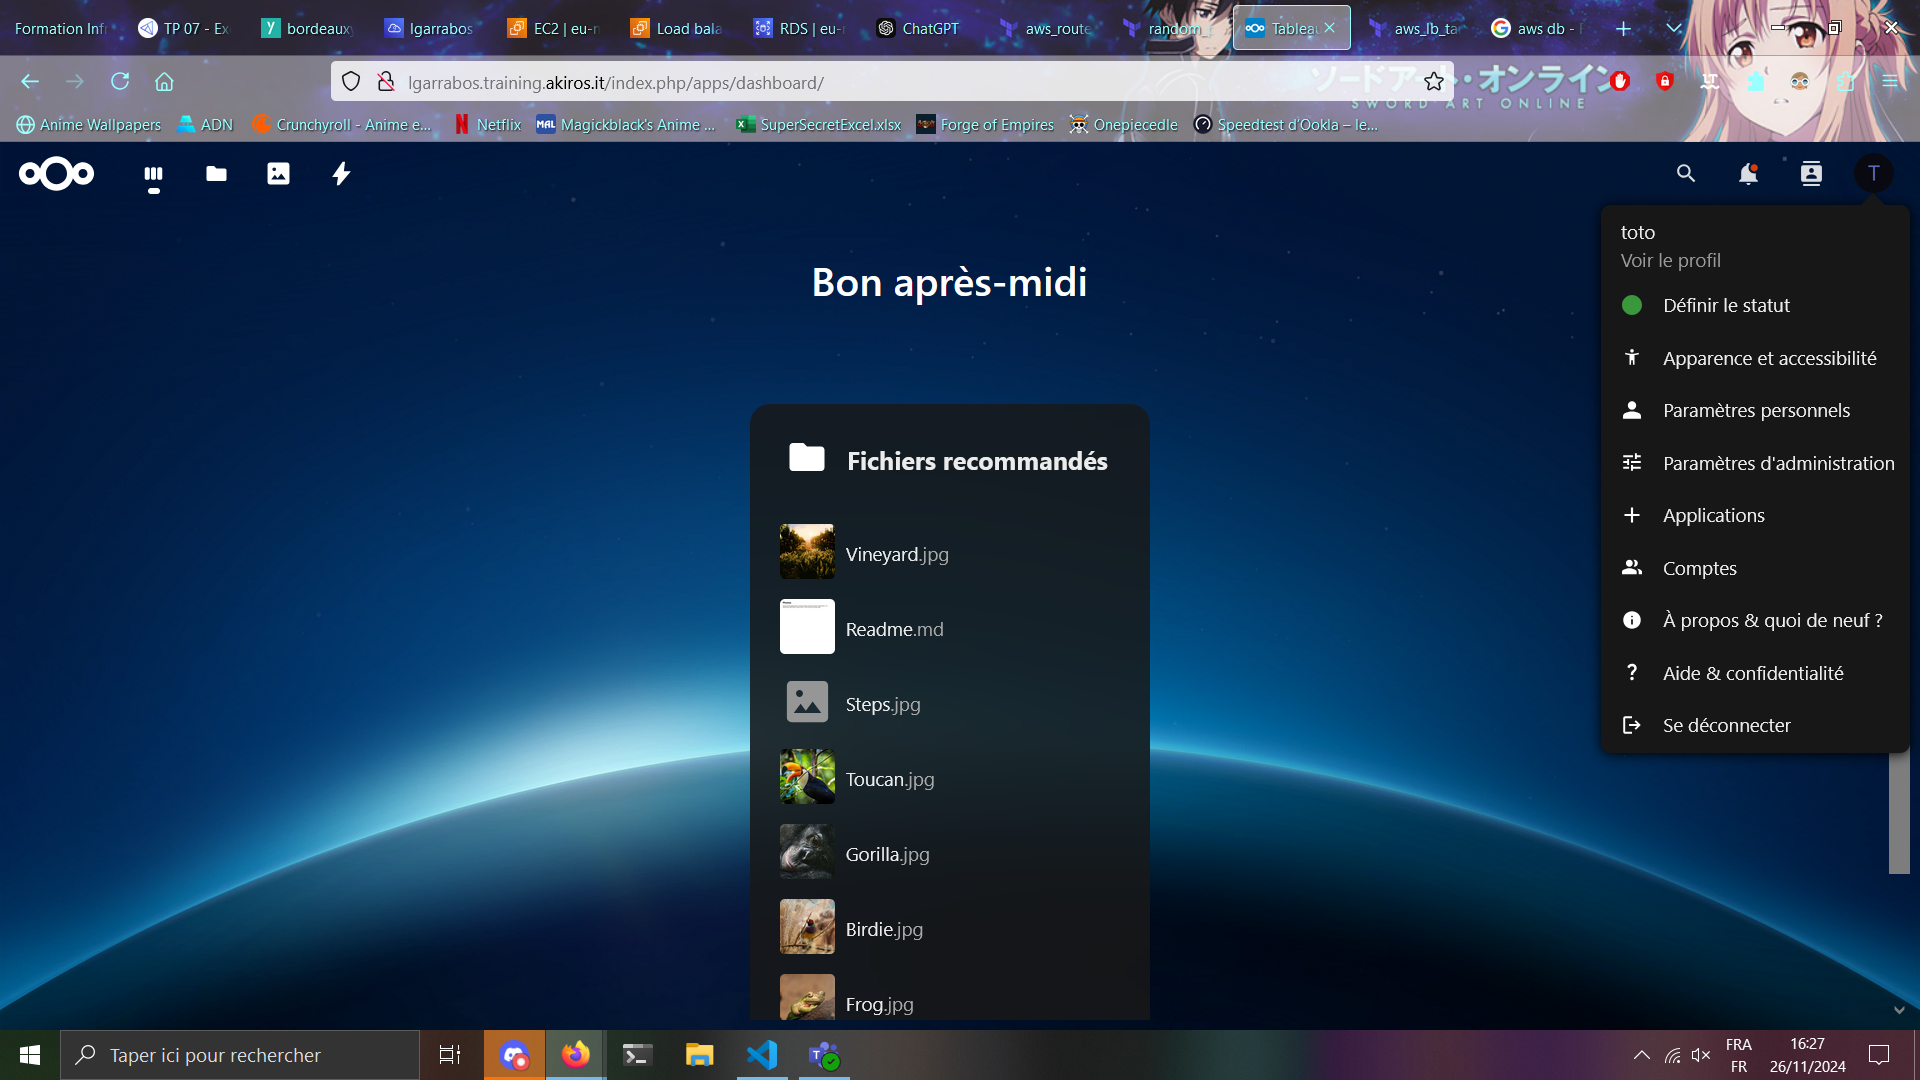 Formation Inf
TP 07 - Ex
bordeaux
lgarrabos
EC2 | eu-n
Load bala
RDS | eu-
ChatGPT
aws_route
random_
Tablea
aws_lb_ta
aws db -
lgarrabos.training.akiros.it/index.php/apps/dashboard/
ソードアート・オンライン
SWORD ART ONLINE
Anime Wallpapers
ADN
Crunchyroll - Anime e...
Netflix
MAL
Magickblack's Anime ...
SuperSecretExcel.xlsx
Forge of Empires
Onepiecedle
Speedtest d'Ookla – le...
T
toto
Voir le profil
Définir le statut
Apparence et accessibilité
Paramètres personnels
Paramètres d'administration
Applications
Comptes
À propos & quoi de neuf ?
Aide & confidentialité
Se déconnecter
Bon après-midi
Fichiers recommandés
Vineyard.jpg
Readme.md
Steps.jpg
Toucan.jpg
Gorilla.jpg
Birdie.jpg
Frog.jpg
Taper ici pour rechercher
FRA
FR
16:27
26/11/2024